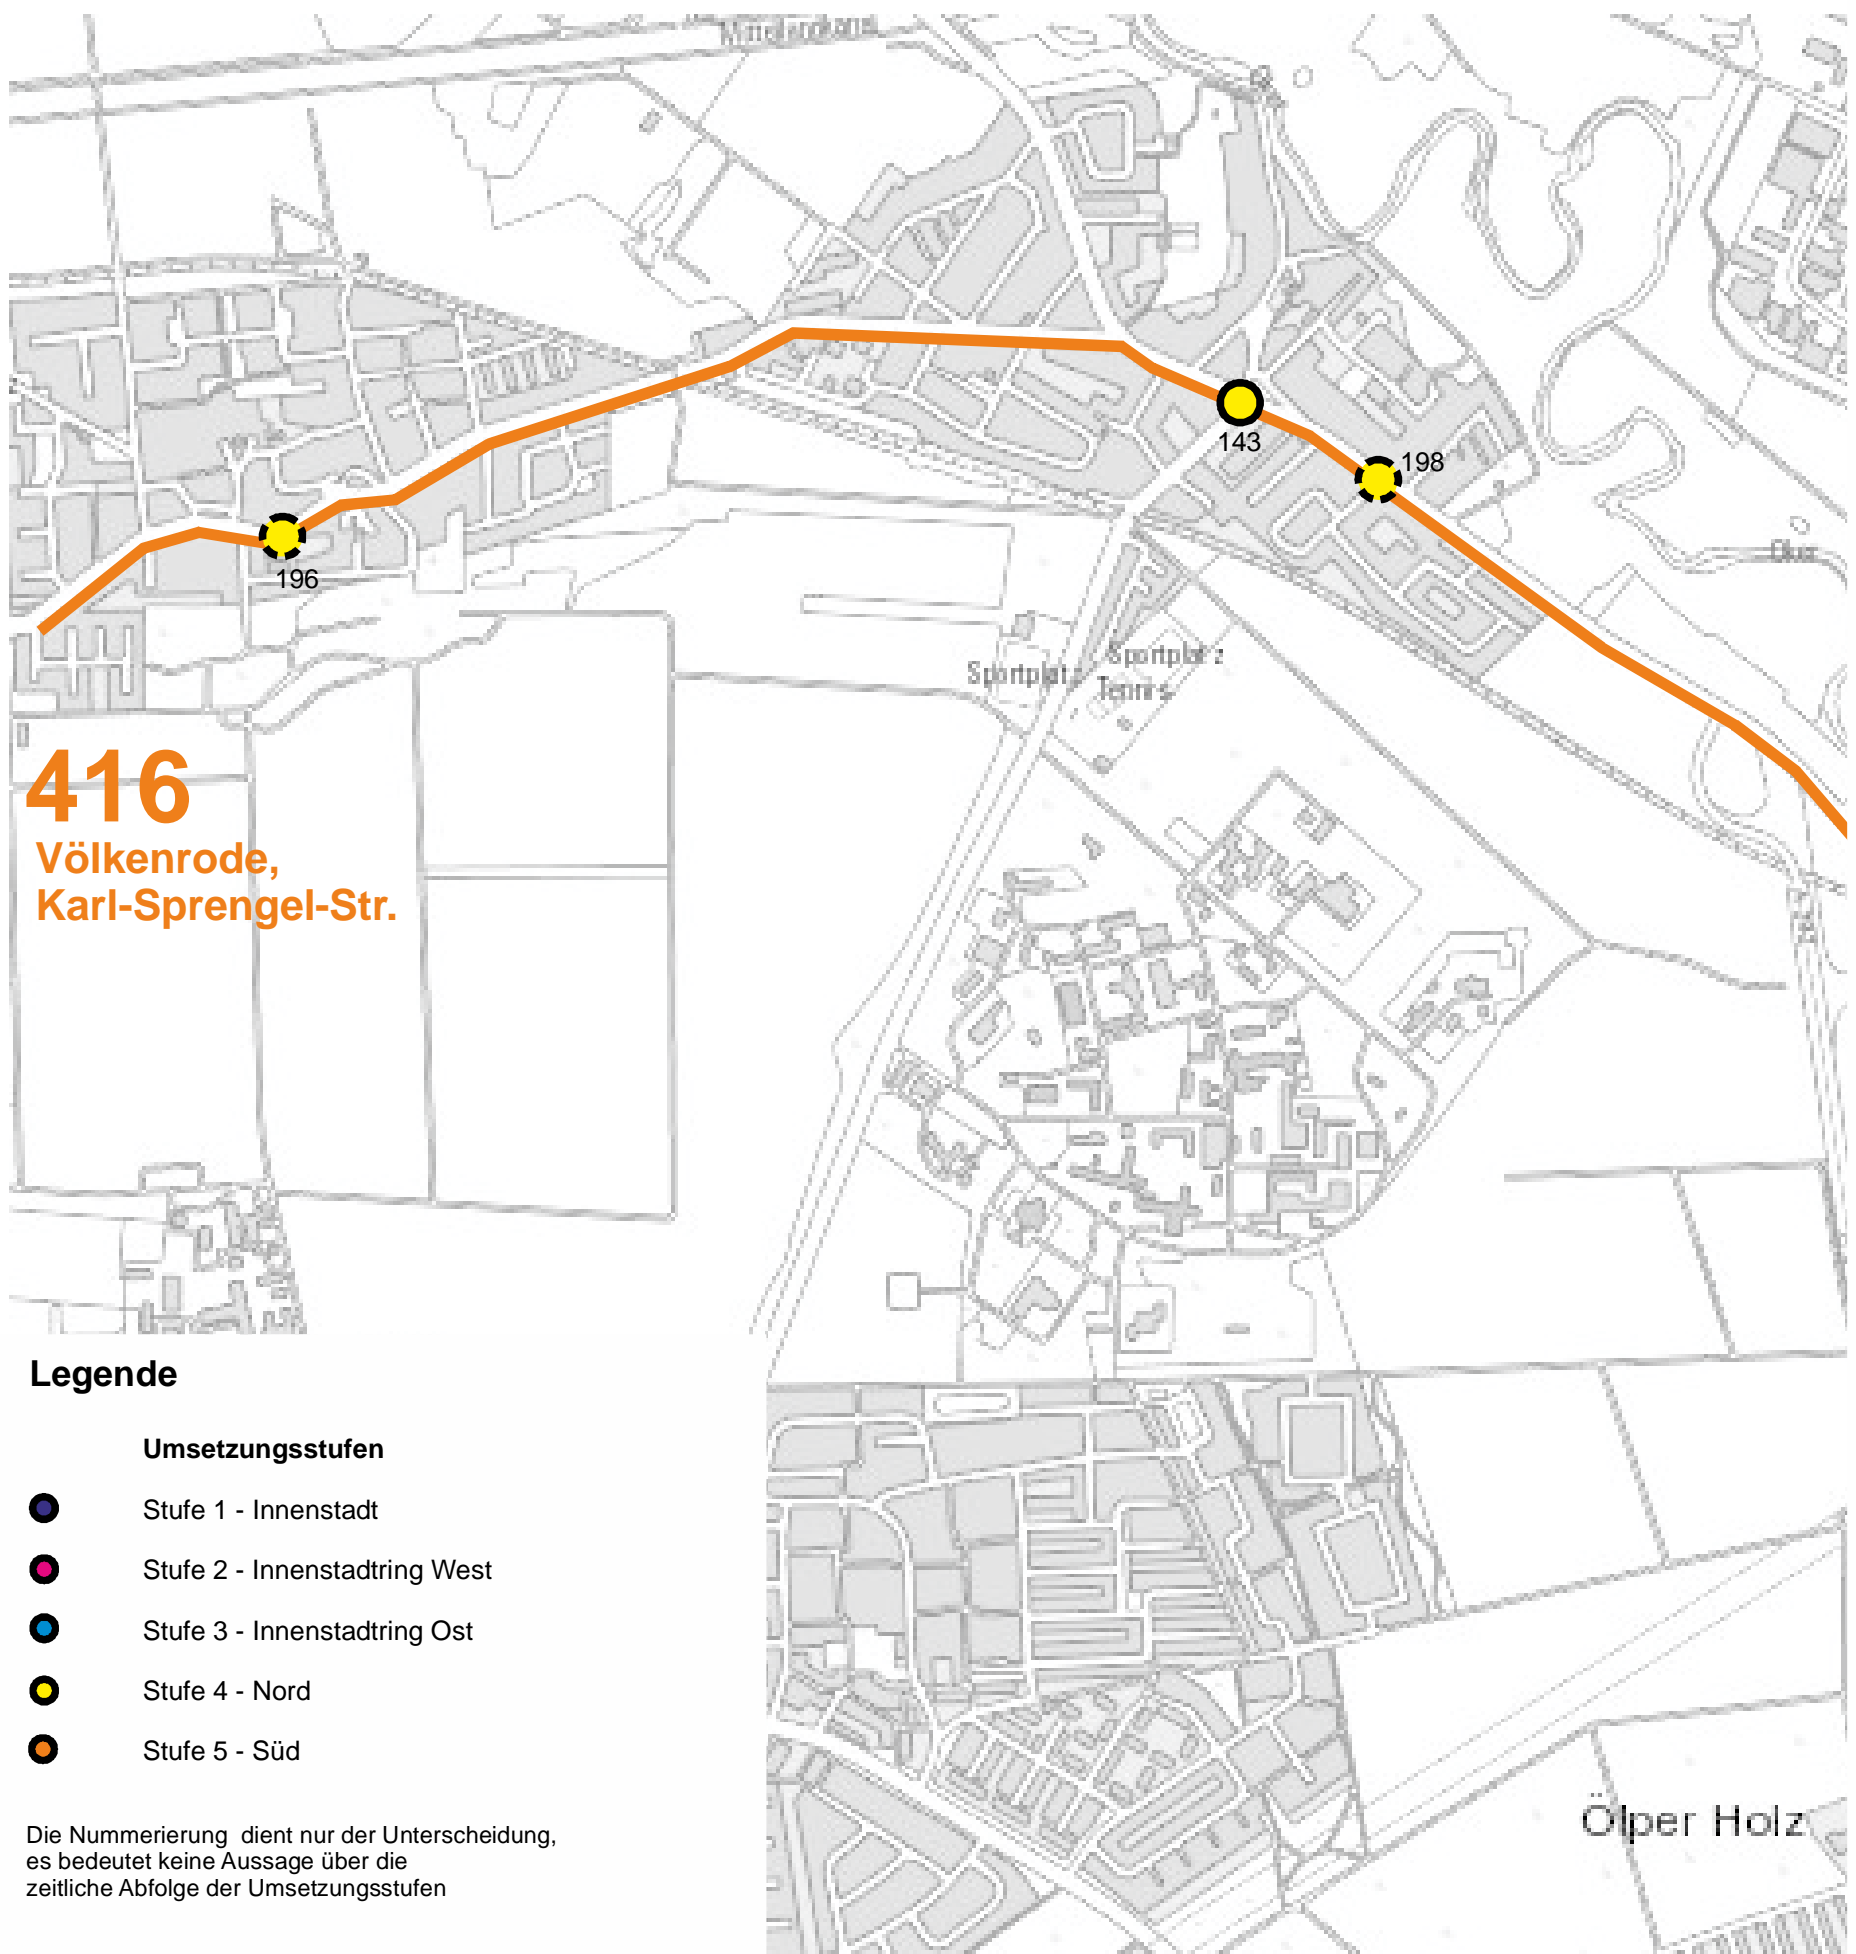 Mittellandkanal
143
198
196
Sportplatz
Sportplatz
Tennis
Oker
416
Völkenrode,
Karl-Sprengel-Str.
Legende
Umsetzungsstufen
Stufe 1 - Innenstadt
Stufe 2 - Innenstadtring West
Stufe 3 - Innenstadtring Ost
Stufe 4 - Nord
Stufe 5 - Süd
Ölper Holz
Die Nummerierung dient nur der Unterscheidung,
es bedeutet keine Aussage über die
zeitliche Abfolge der Umsetzungsstufen